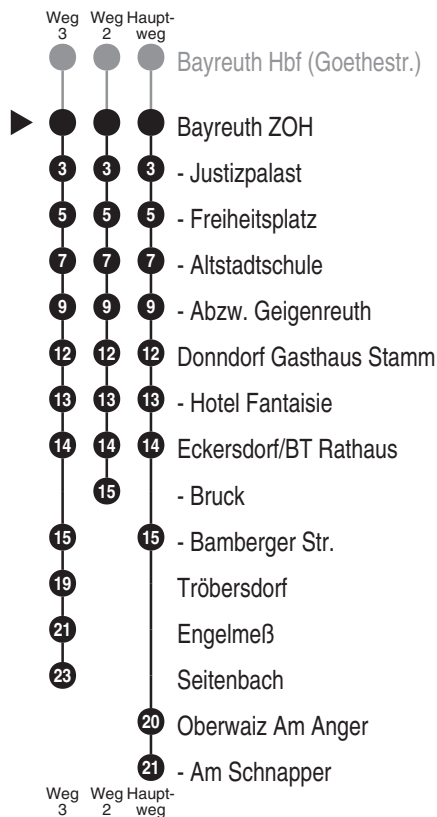 Weg Weg Haupt-
3 2 weg
Bayreuth Hbf (Goethestr.)
Bayreuth ZOH
3 3 3 - Justizpalast
5 5 5 - Freiheitsplatz
7 7 7 - Altstadtschule
9 9 9 - Abzw. Geigenreuth
12 12 12 Donndorf Gasthaus Stamm
13 13 13 - Hotel Fantaisie
14 14 14 Eckersdorf/BT Rathaus
15 - Bruck
15 15 - Bamberger Str.
19 Tröbersdorf
21 Engelmeß
23 Seitenbach
20 Oberwaiz Am Anger
21 - Am Schnapper
Weg Weg Haupt-
3 2 weg